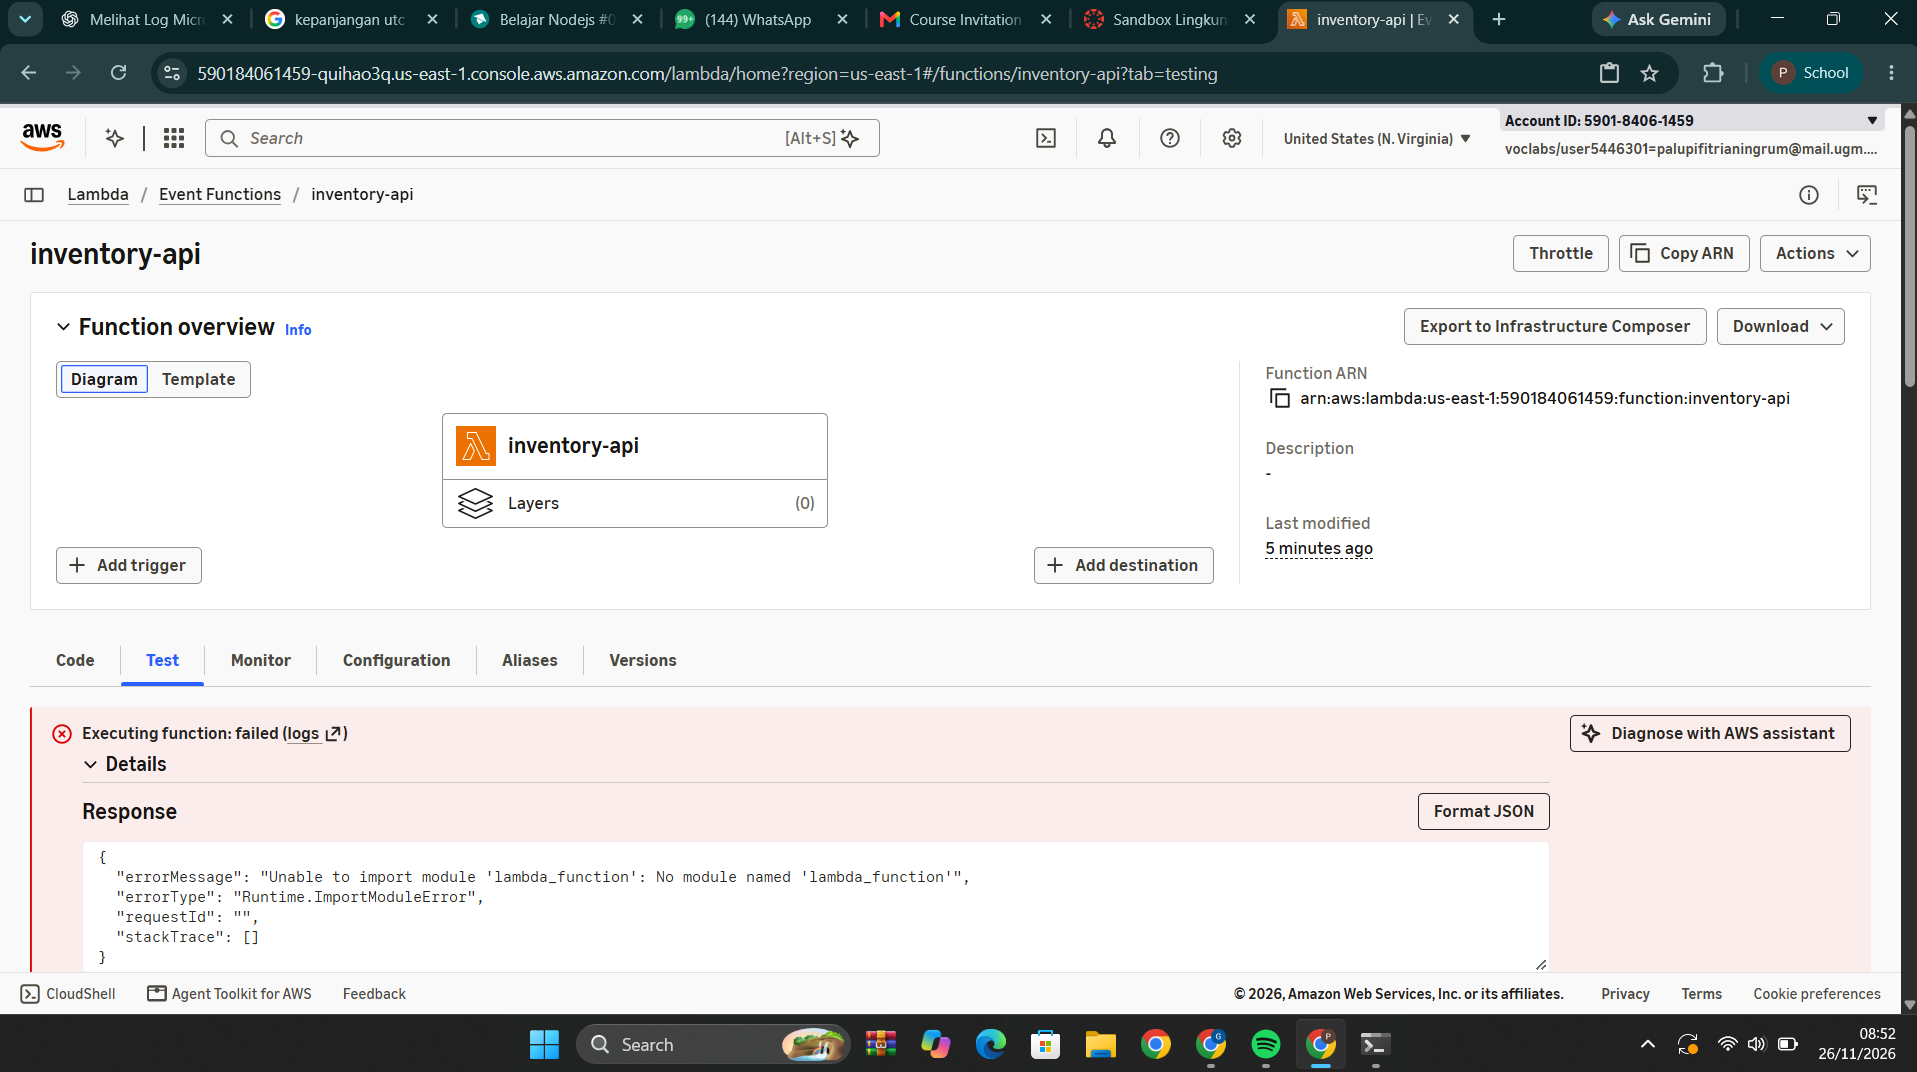 Melihat Log Micro
kepanjangan utc
Belajar Nodejs #0
99+
(144) WhatsApp
Course Invitation
Sandbox Lingkun
inventory-api | Ev
Ask Gemini
590184061459-quihao3q.us-east-1.console.aws.amazon.com/lambda/home?region=us-east-1#/functions/inventory-api?tab=testing
P School
aws
Search [Alt+S]
United States (N. Virginia)
Account ID: 5901-8406-1459
voclabs/user5446301=palupifitrianingrum@mail.ugm....
Lambda / Event Functions / inventory-api
inventory-api
Throttle
Copy ARN
Actions
Function overview Info
Export to Infrastructure Composer
Download
Diagram
Template
inventory-api
Layers (0)
+ Add trigger
+ Add destination
Function ARN
arn:aws:lambda:us-east-1:590184061459:function:inventory-api
Description
-
Last modified
5 minutes ago
Code
Test
Monitor
Configuration
Aliases
Versions
Executing function: failed (logs )
Diagnose with AWS assistant
Details
Response
Format JSON
{
"errorMessage": "Unable to import module 'lambda_function': No module named 'lambda_function'",
"errorType": "Runtime.ImportModuleError",
"requestId": "",
"stackTrace": []
}
CloudShell
Agent Toolkit for AWS
Feedback
© 2026, Amazon Web Services, Inc. or its affiliates.
Privacy
Terms
Cookie preferences
Search
08:52
26/11/2026